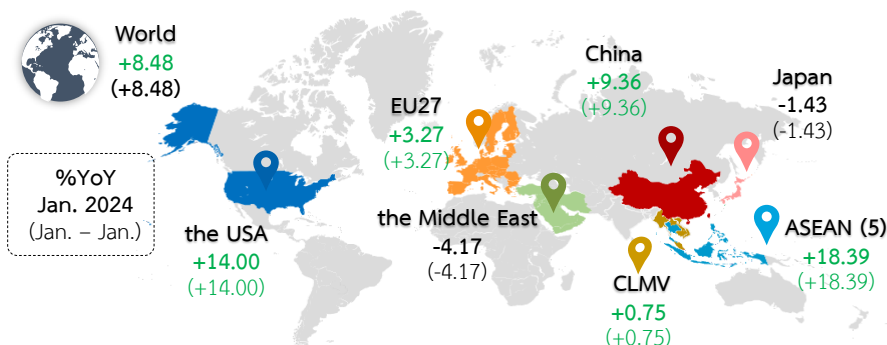 World
+8.48
(+8.48)
%YoY
Jan. 2024
(Jan. – Jan.)
the USA
+14.00
(+14.00)
EU27
+3.27
(+3.27)
the Middle East
-4.17
(-4.17)
China
+9.36
(+9.36)
Japan
-1.43
(-1.43)
CLMV
+0.75
(+0.75)
ASEAN (5)
+18.39
(+18.39)